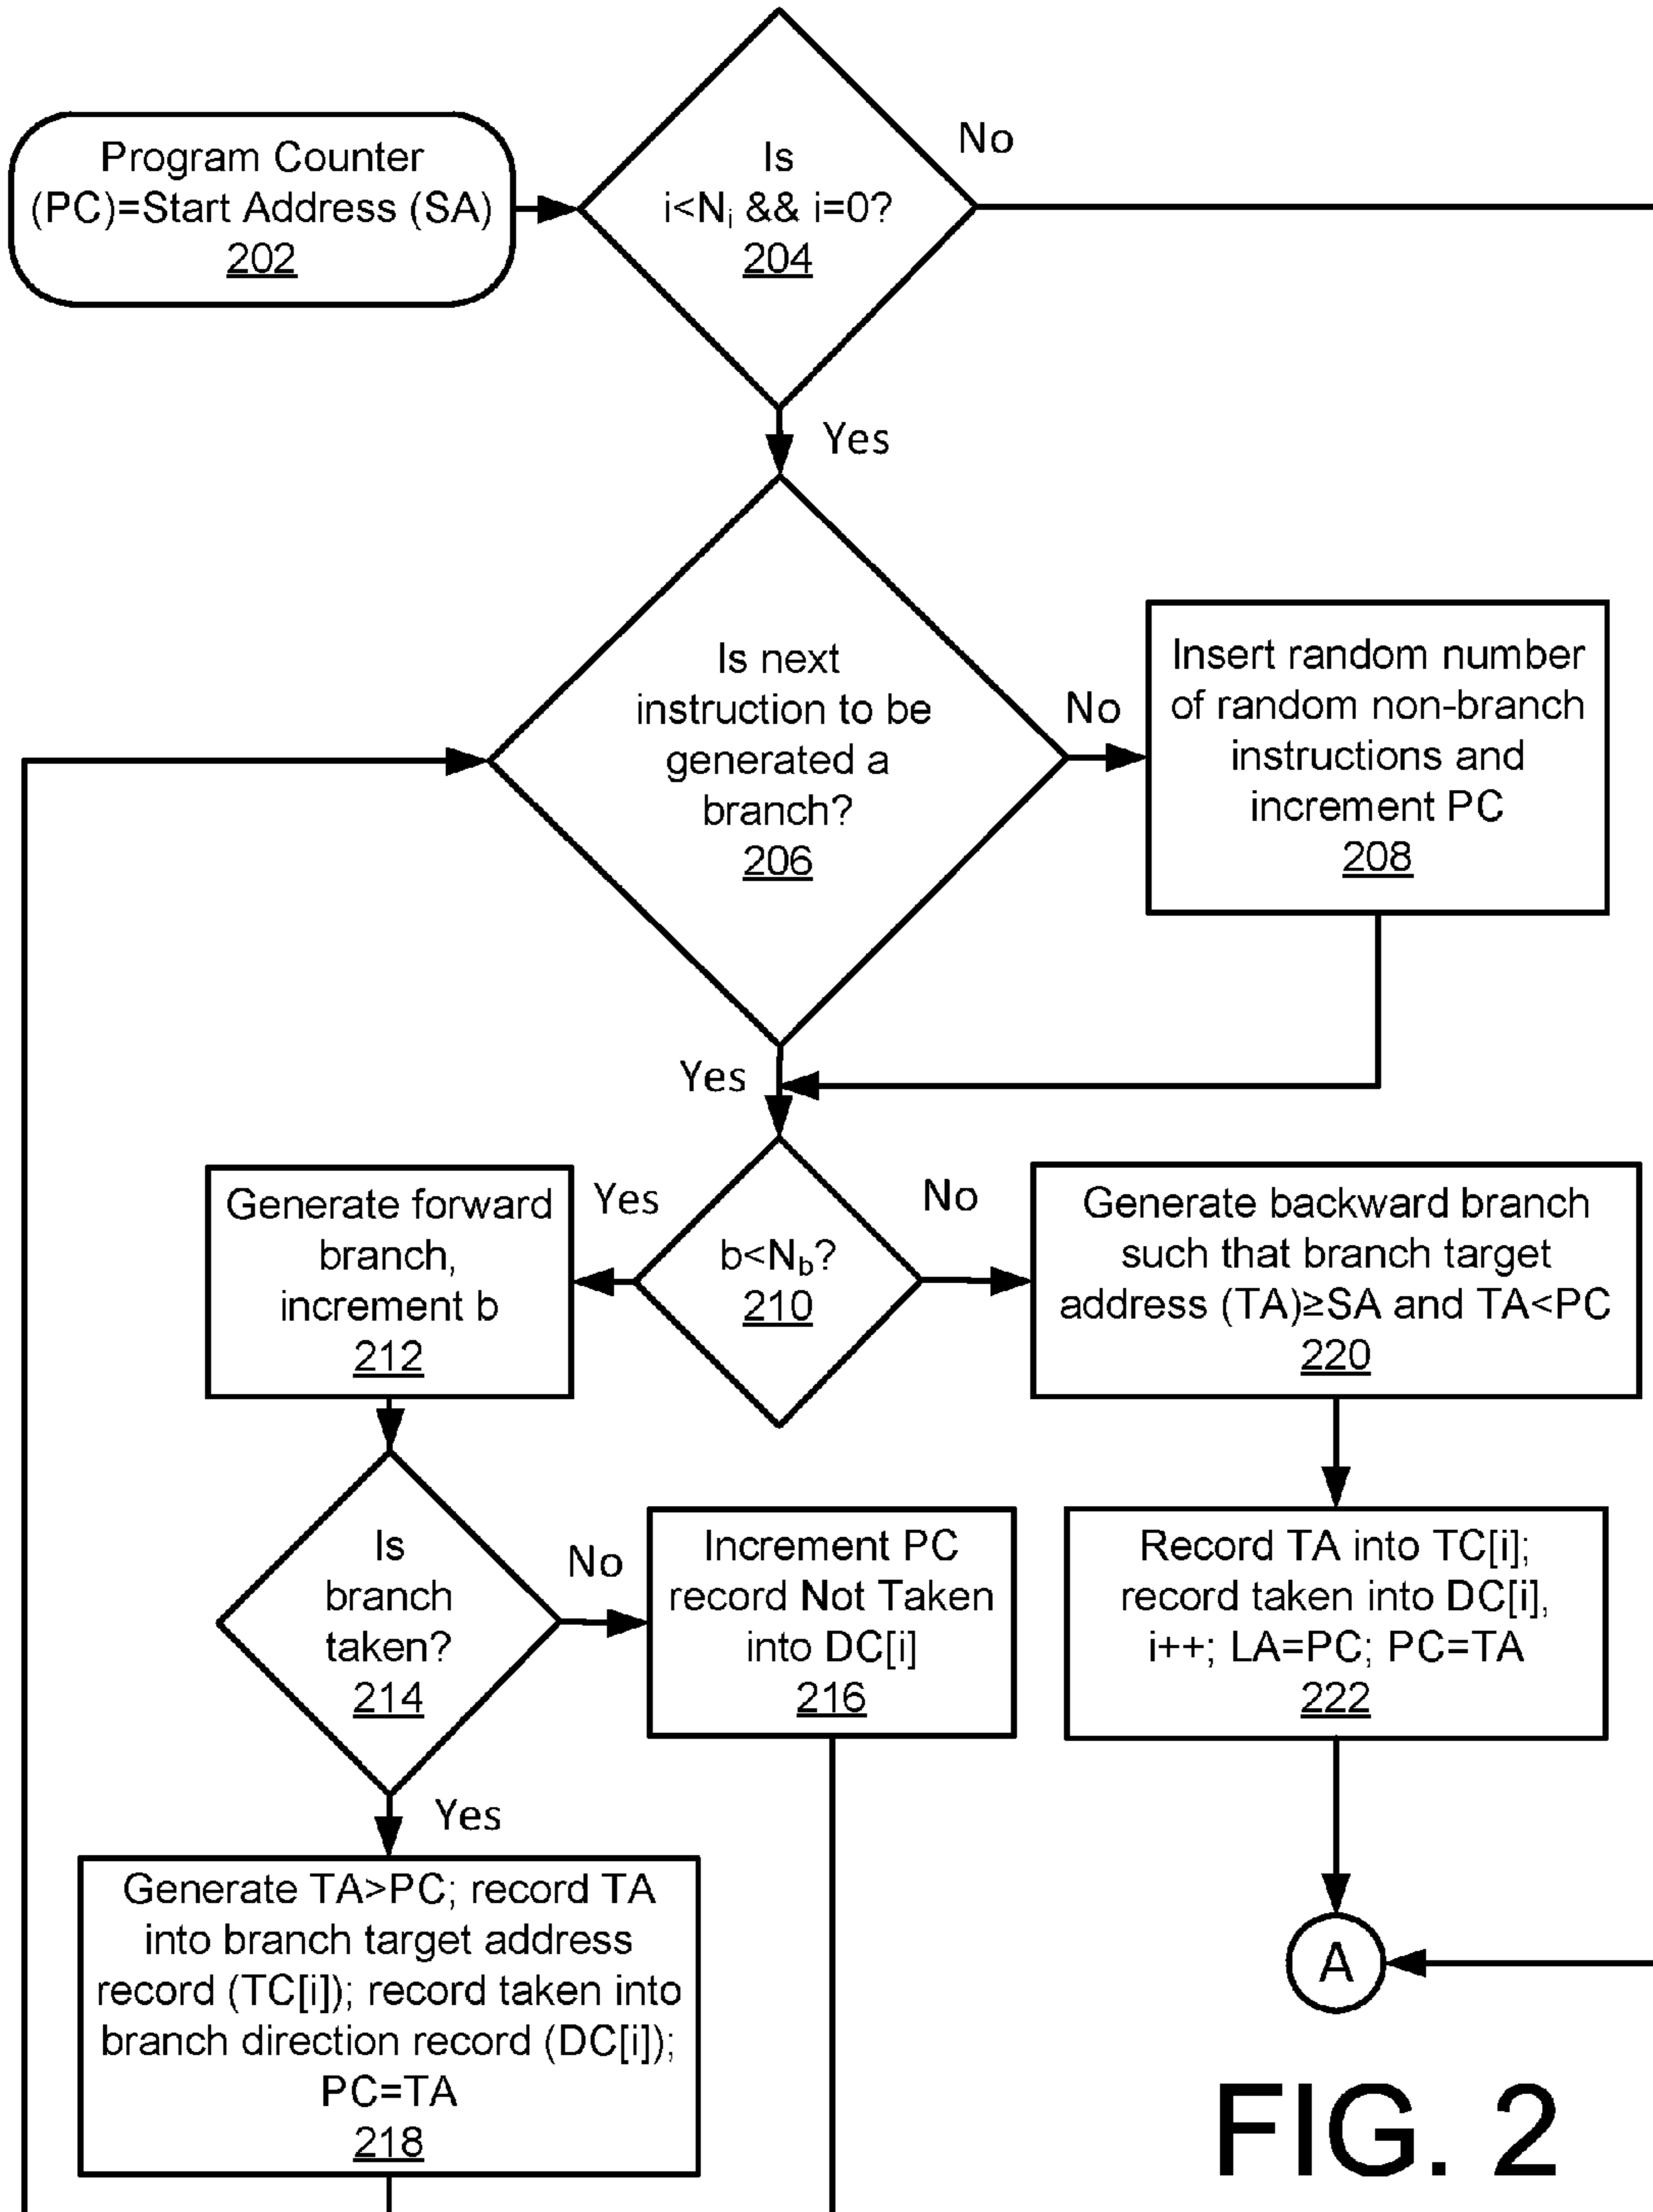 Program Counter
(PC)=Start Address (SA)
202
Is
i<Nᵢ && i=0?
204
No
Yes
Is next
instruction to be
generated a
branch?
206
No
Insert random number
of random non-branch
instructions and
increment PC
208
Yes
b<N_b?
210
Yes
Generate forward
branch,
increment b
212
No
Generate backward branch
such that branch target
address (TA)≥SA and TA<PC
220
Is
branch
taken?
214
No
Increment PC
record Not Taken
into DC[i]
216
Record TA into TC[i];
record taken into DC[i],
i++; LA=PC; PC=TA
222
Yes
Generate TA>PC; record TA
into branch target address
record (TC[i]); record taken into
branch direction record (DC[i]);
PC=TA
218
A
FIG. 2